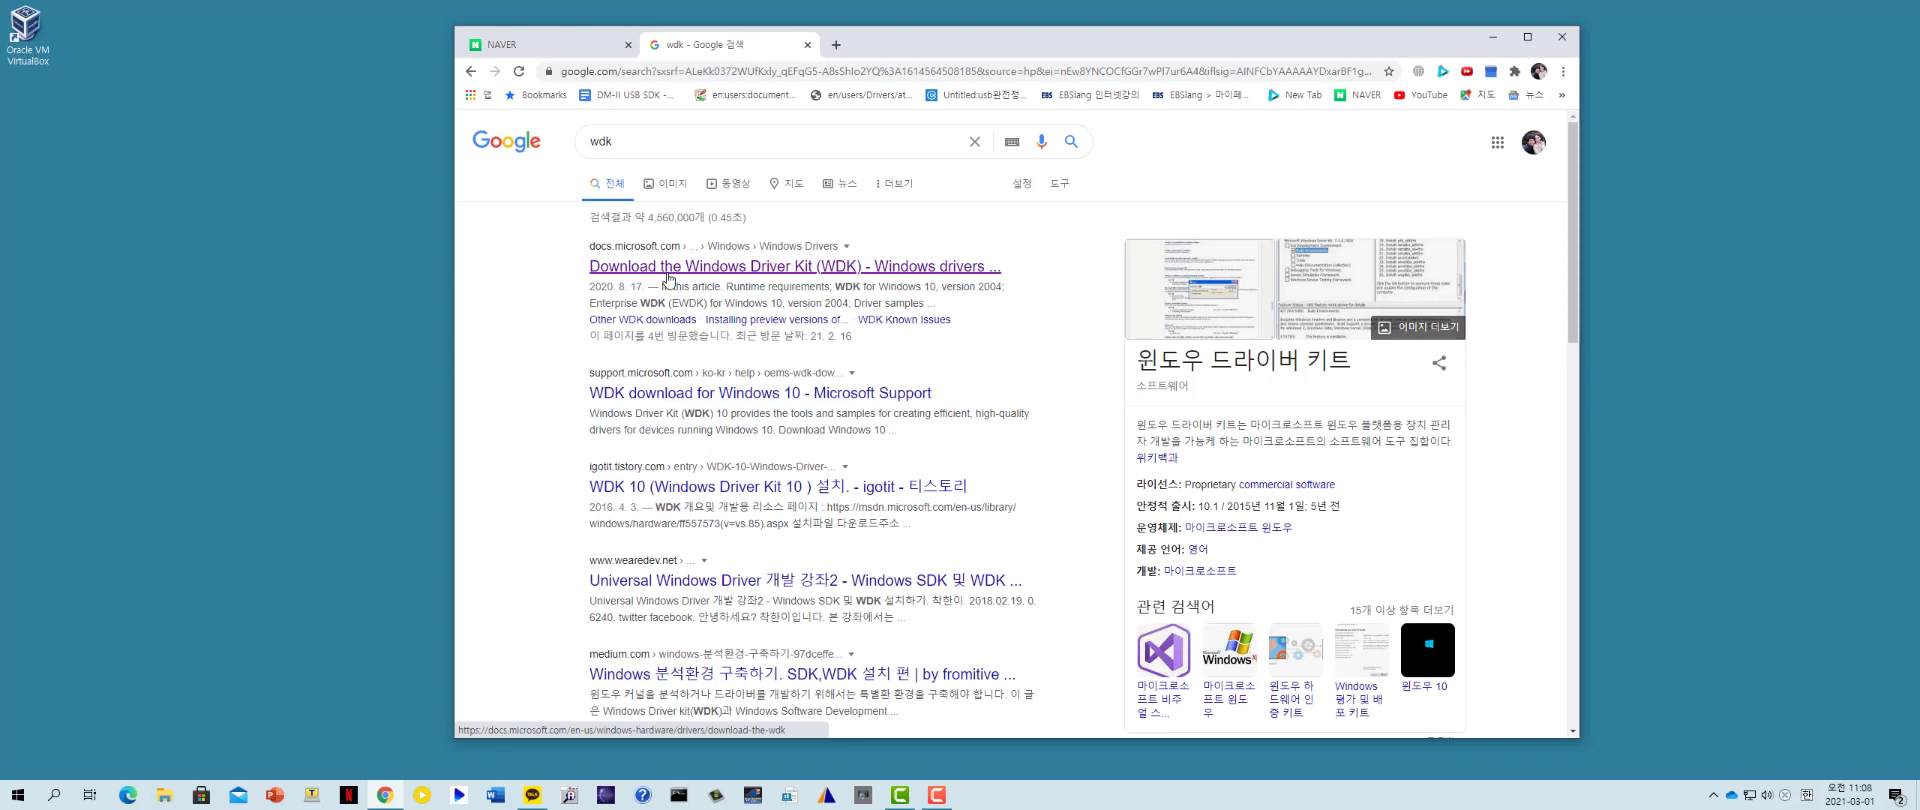 Oracle VM
VirtualBox
NAVER
wdk - Google 검색
google.com/search?sxsrf=ALeKk0372WUfKxly_qEFqG5-A8sShlo2YQ%3A1614564508185&source=hp&ei=nEw8YNCOCfGGr7wPl7ur6A4&iflsig=AINFCbYAAAAAYDxarBF1g...
앱
Bookmarks
DM-II USB SDK -...
en:users:document...
en/users/Drivers/at...
Untitled:usb완전정...
EBSlang 인터넷강의
EBSlang > 마이페...
New Tab
NAVER
YouTube
지도
뉴스
Google
wdk
전체
이미지
동영상
지도
뉴스
더보기
설정
도구
검색결과 약 4,560,000개 (0.45초)
docs.microsoft.com › ... › Windows › Windows Drivers
Download the Windows Driver Kit (WDK) - Windows drivers ...
2020. 8. 17. — In this article. Runtime requirements; WDK for Windows 10, version 2004;
Enterprise WDK (EWDK) for Windows 10, version 2004; Driver samples ...
Other WDK downloads · Installing preview versions of... · WDK Known Issues
이 페이지를 4번 방문했습니다. 최근 방문 날짜: 21. 2. 16
support.microsoft.com › ko-kr › help › oems-wdk-dow...
WDK download for Windows 10 - Microsoft Support
Windows Driver Kit (WDK) 10 provides the tools and samples for creating efficient, high-quality
drivers for devices running Windows 10. Download Windows 10 ...
igotit.tistory.com › entry › WDK-10-Windows-Driver-...
WDK 10 (Windows Driver Kit 10 ) 설치. - igotit - 티스토리
2016. 4. 3. — WDK 개요및 개발용 리소스 페이지 : https://msdn.microsoft.com/en-us/library/
windows/hardware/ff557573(v=vs.85).aspx 설치파일 다운로드주소 ...
www.wearedev.net › ...
Universal Windows Driver 개발 강좌2 - Windows SDK 및 WDK ...
Universal Windows Driver 개발 강좌2 - Windows SDK 및 WDK 설치하기. 착한이. 2018.02.19. 0.
6240. twitter facebook. 안녕하세요? 착한이입니다. 본 강좌에서는 ...
medium.com › windows-분석환경-구축하기-97dceffe...
Windows 분석환경 구축하기. SDK,WDK 설치 편 | by fromitive ...
윈도우 커널을 분석하거나 드라이버를 개발하기 위해서는 특별환 환경을 구축해야 합니다. 이 글
은 Windows Driver kit(WDK)과 Windows Software Development ...
https://docs.microsoft.com/en-us/windows-hardware/drivers/download-the-wdk
이미지 더보기
윈도우 드라이버 키트
소프트웨어
윈도우 드라이버 키트는 마이크로소프트 윈도우 플랫폼용 장치 관리
자 개발을 가능케 하는 마이크로소프트의 소프트웨어 도구 집합이다.
위키백과
라이선스: Proprietary commercial software
안정적 출시: 10.1 / 2015년 11월 1일; 5년 전
운영체제: 마이크로소프트 윈도우
제공 언어: 영어
개발: 마이크로소프트
관련 검색어
15개 이상 항목 더보기
마이크로소
프트 비주
얼 스...
마이크로소
프트 윈도
우
윈도우 하
드웨어 인
증 키트
Windows
평가 및 배
포 키트
윈도우 10
오전 11:08
2021-03-01